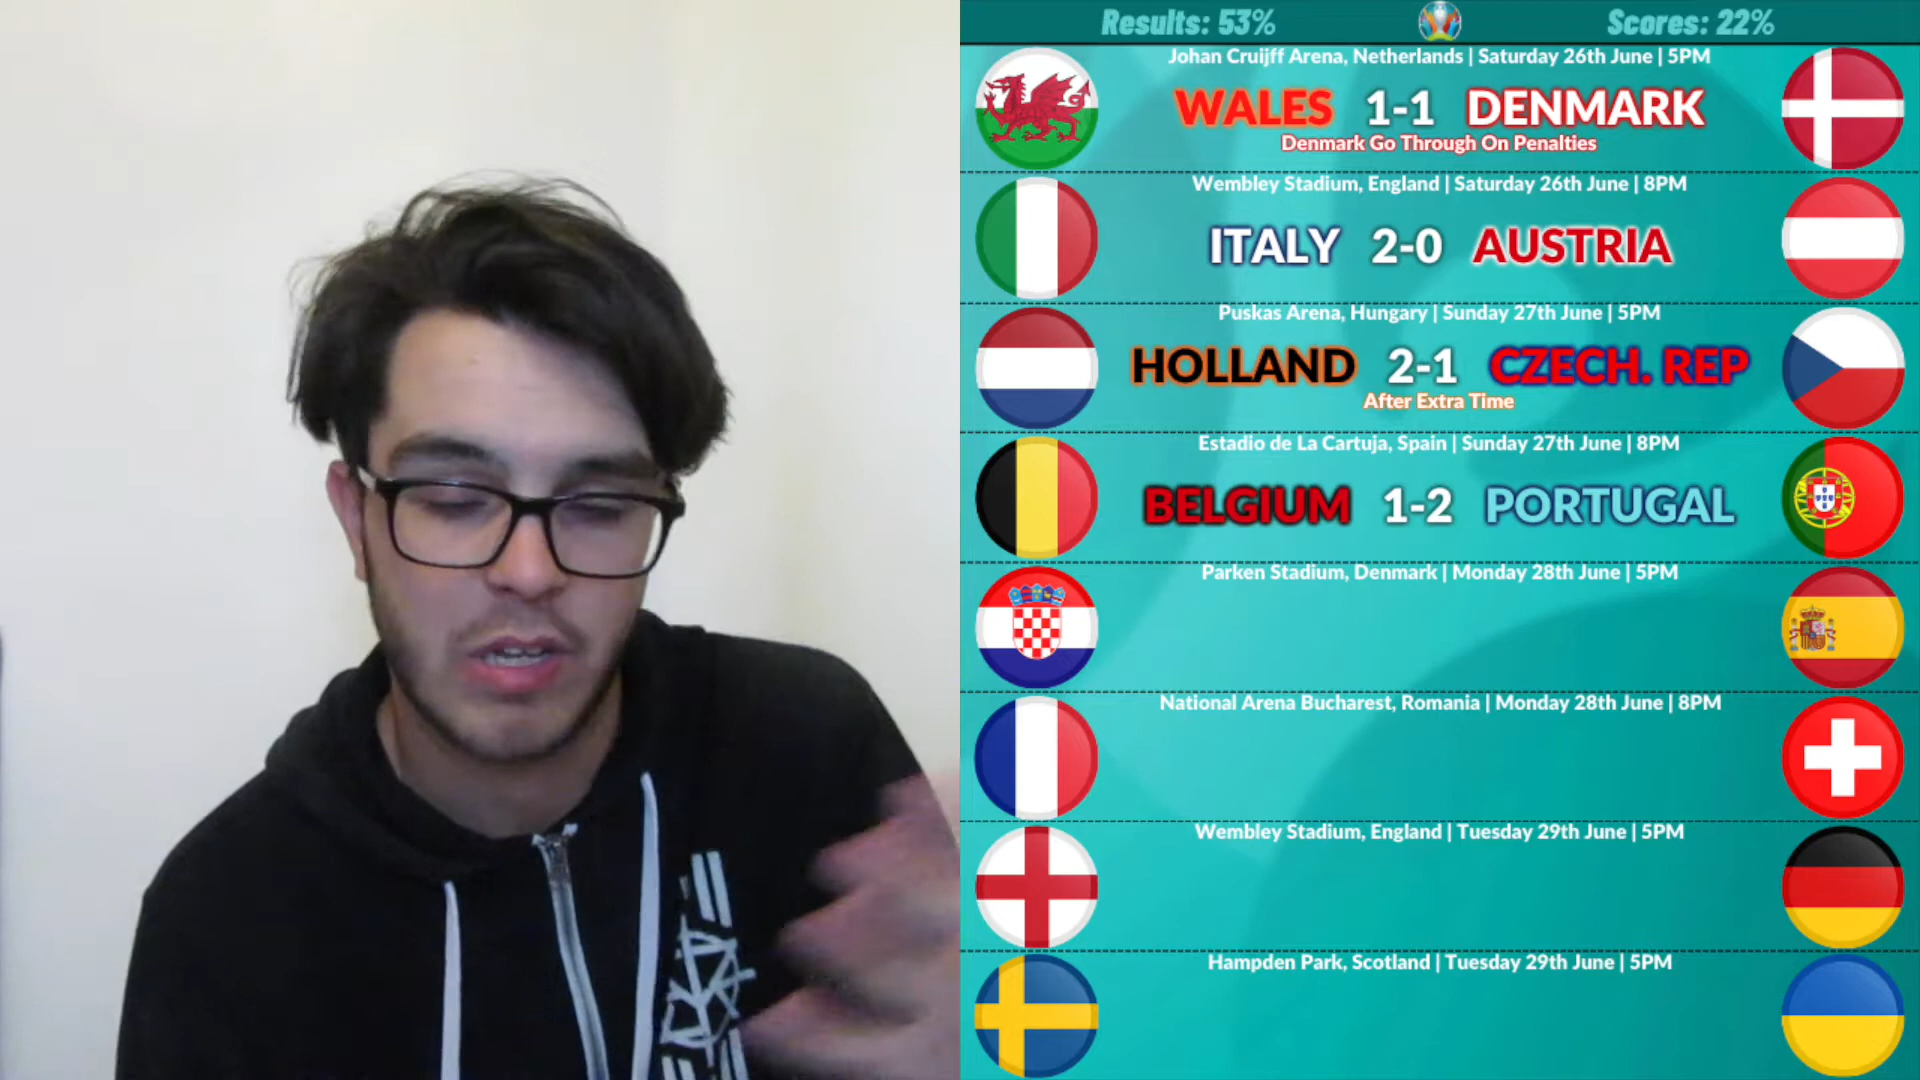 Results: 53%
Scores: 22%
Johan Cruijff Arena, Netherlands | Saturday 26th June | 5PM
WALES 1-1 DENMARK
Denmark Go Through On Penalties
Wembley Stadium, England | Saturday 26th June | 8PM
ITALY 2-0 AUSTRIA
Puskas Arena, Hungary | Sunday 27th June | 5PM
HOLLAND 2-1 CZECH. REP
After Extra Time
Estadio de La Cartuja, Spain | Sunday 27th June | 8PM
BELGIUM 1-2 PORTUGAL
Parken Stadium, Denmark | Monday 28th June | 5PM
National Arena Bucharest, Romania | Monday 28th June | 8PM
Wembley Stadium, England | Tuesday 29th June | 5PM
Hampden Park, Scotland | Tuesday 29th June | 5PM